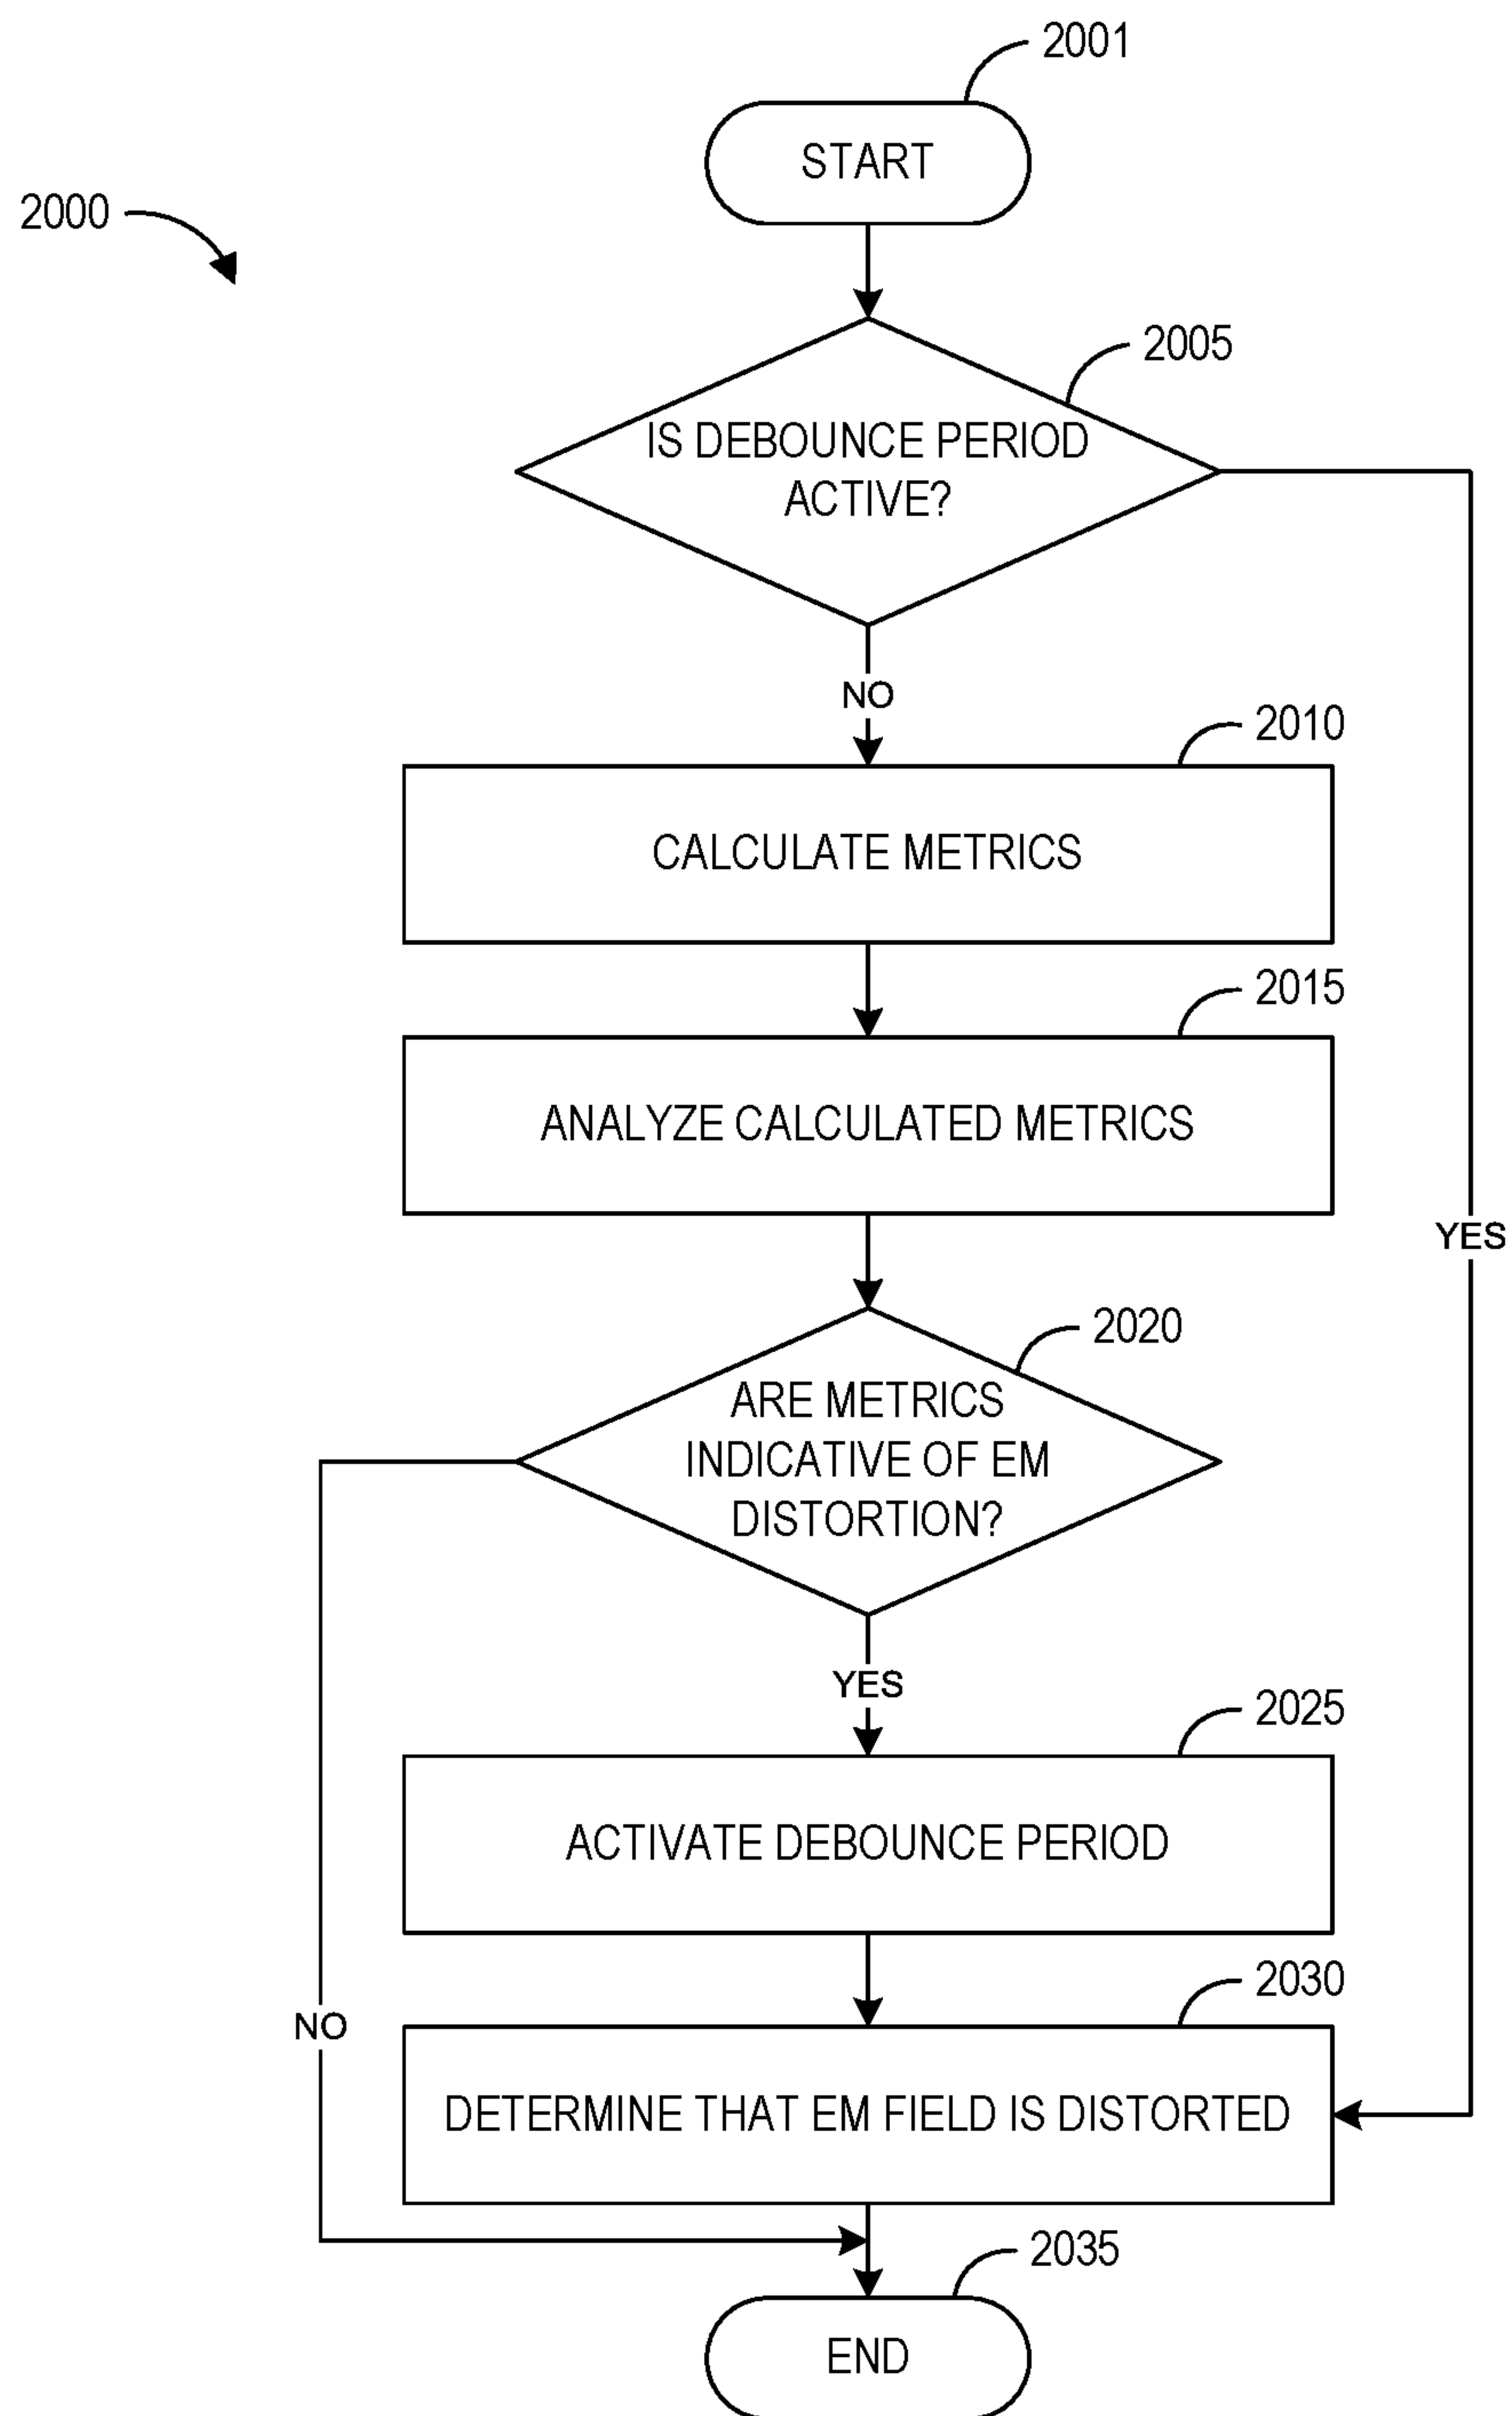 2001
START
2000
2005
IS DEBOUNCE PERIOD
ACTIVE?
NO
2010
CALCULATE METRICS
2015
ANALYZE CALCULATED METRICS
YES
2020
ARE METRICS
INDICATIVE OF EM
DISTORTION?
YES
2025
ACTIVATE DEBOUNCE PERIOD
2030
NO
DETERMINE THAT EM FIELD IS DISTORTED
2035
END